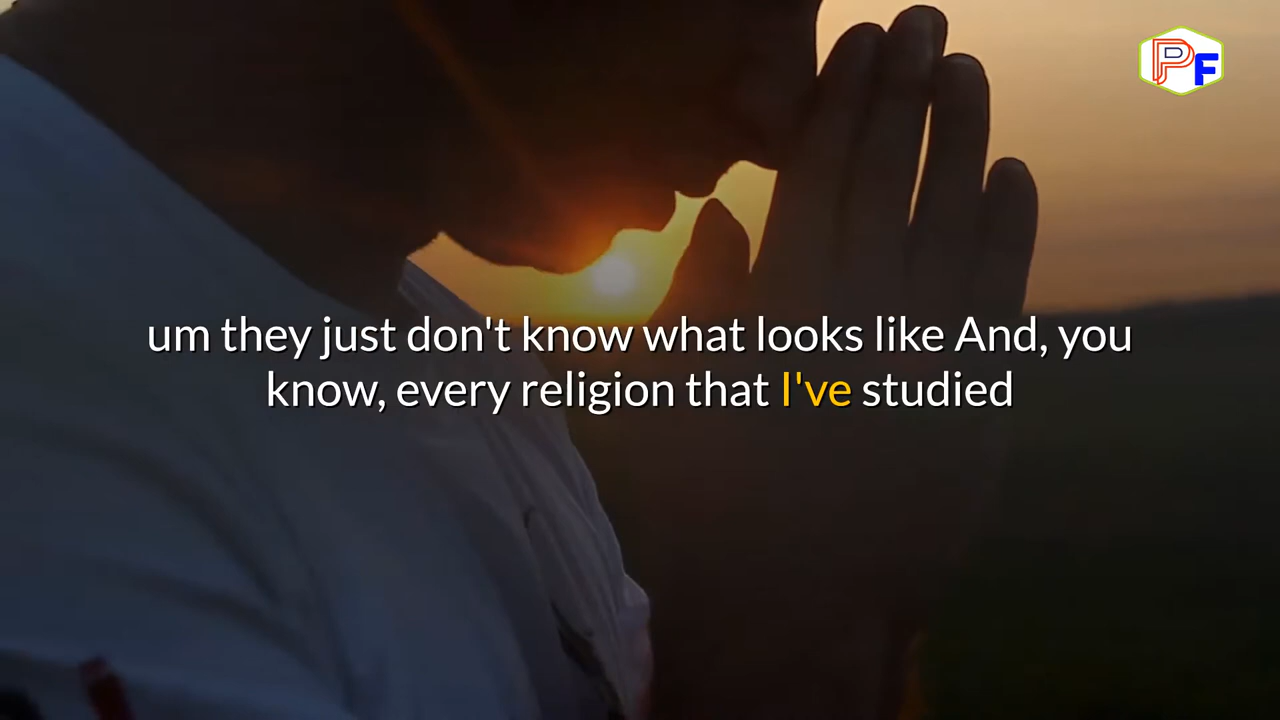 PF
um they just don't know what looks like And, you
know, every religion that I've studied